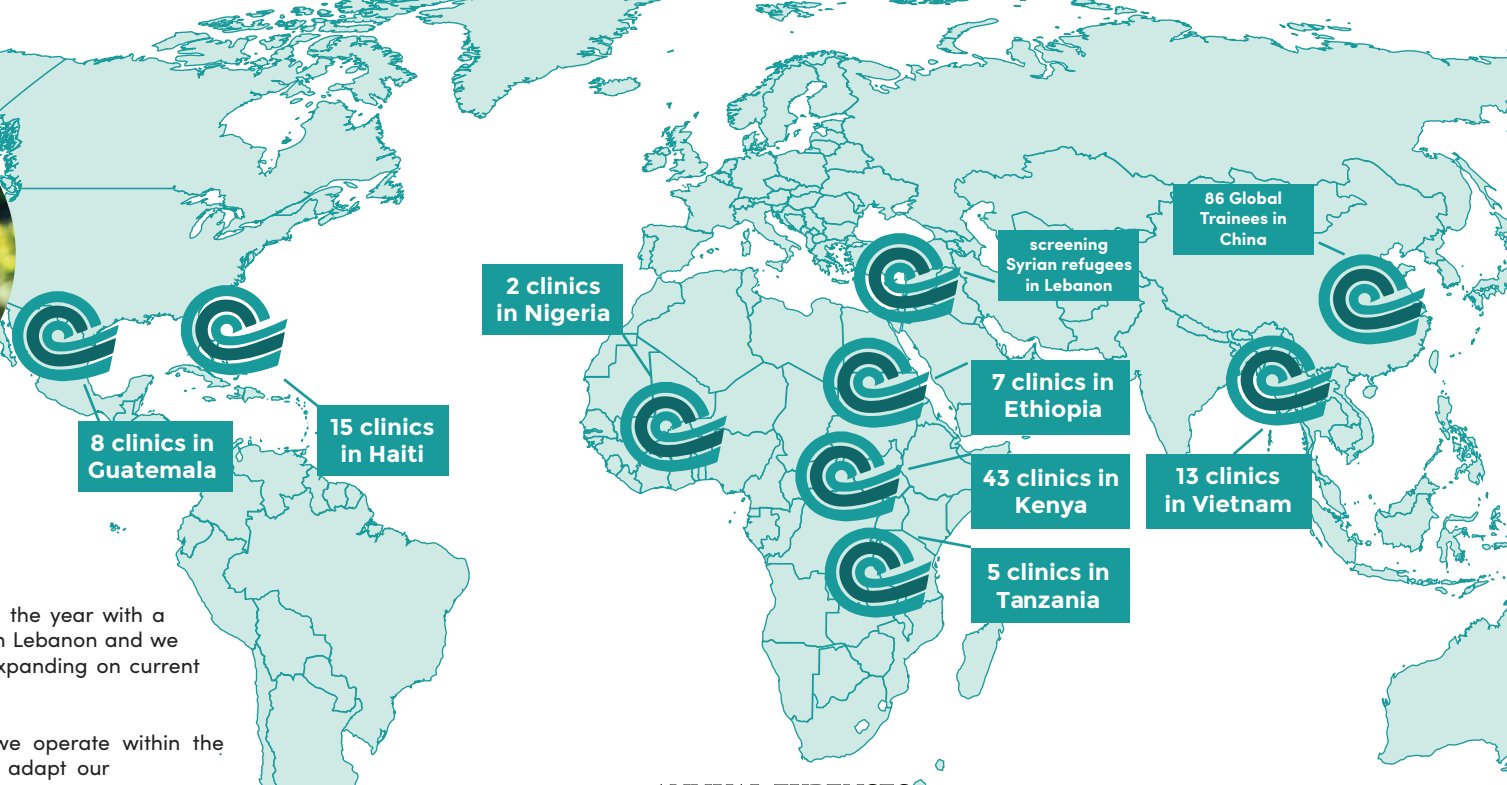 86 Global
Trainees in
China
screening
Syrian refugees
in Lebanon
2 clinics
in Nigeria
7 clinics in
Ethiopia
15 clinics
in Haiti
8 clinics in
Guatemala
43 clinics in
Kenya
13 clinics
in Vietnam
5 clinics in
Tanzania
the year with a
Lebanon and we
on current
we operate within the
adapt our